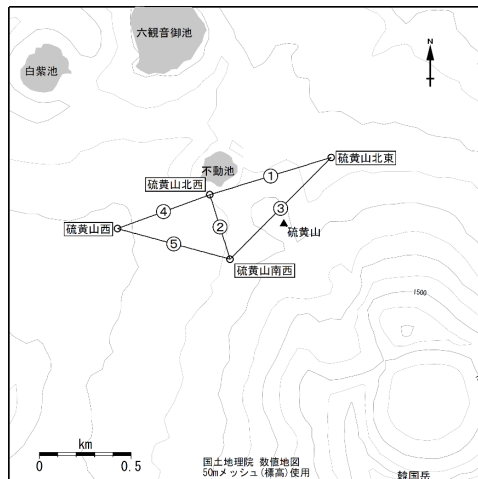 六観音御池
N
白紫池
不動池
硫黄山北東
①
硫黄山北西
③
④
②
硫黄山
硫黄山西
⑤
硫黄山南西
1500
km
0 0.5
国土地理院 数値地図
50mメッシュ(標高)使用
韓国岳